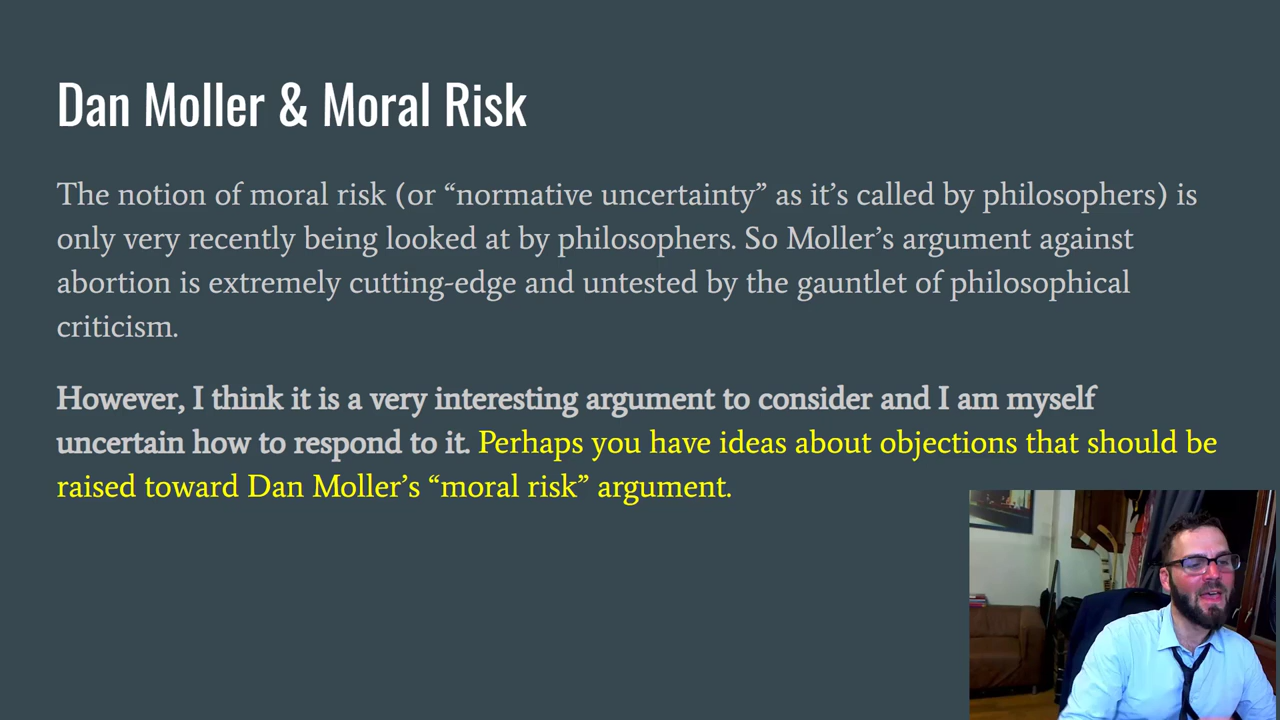 Dan Moller & Moral Risk
The notion of moral risk (or “normative uncertainty” as it’s called by philosophers) is
only very recently being looked at by philosophers. So Moller’s argument against
abortion is extremely cutting-edge and untested by the gauntlet of philosophical
criticism.
However, I think it is a very interesting argument to consider and I am myself
uncertain how to respond to it. Perhaps you have ideas about objections that should be
raised toward Dan Moller’s “moral risk” argument.